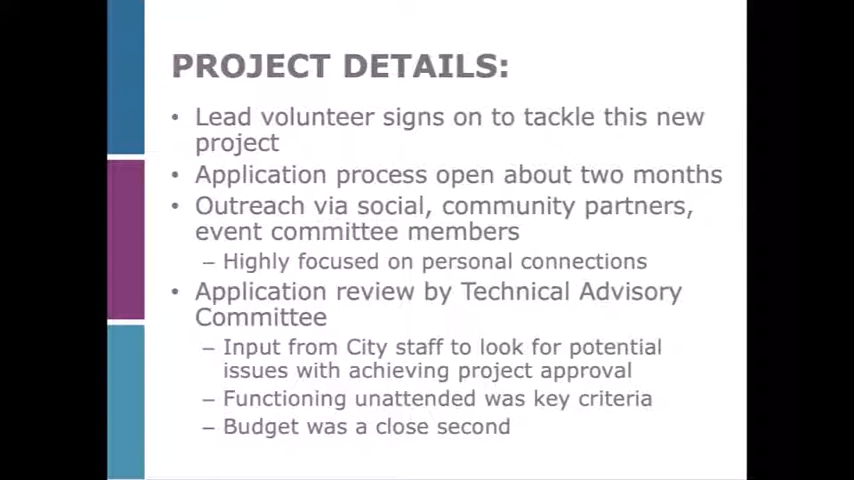 PROJECT DETAILS:
• Lead volunteer signs on to tackle this new
project
• Application process open about two months
• Outreach via social, community partners,
event committee members
– Highly focused on personal connections
• Application review by Technical Advisory
Committee
– Input from City staff to look for potential
issues with achieving project approval
– Functioning unattended was key criteria
– Budget was a close second